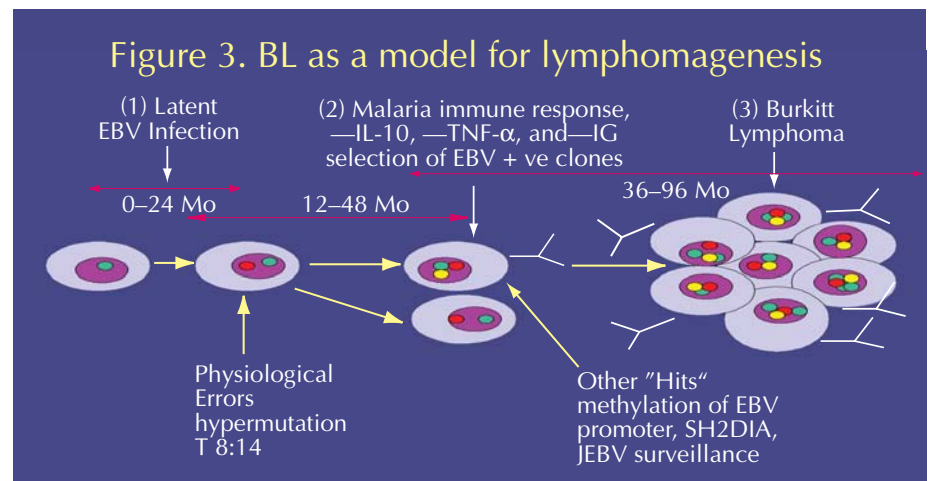 Figure 3. BL as a model for lymphomagenesis
(1) Latent
EBV Infection
(2) Malaria immune response,
—IL-10, —TNF-α, and—IG
selection of EBV + ve clones
(3) Burkitt
Lymphoma
0–24 Mo
12–48 Mo
36–96 Mo
Physiological
Errors
hypermutation
T 8:14
Other ”Hits“
methylation of EBV
promoter, SH2DIA,
JEBV surveillance